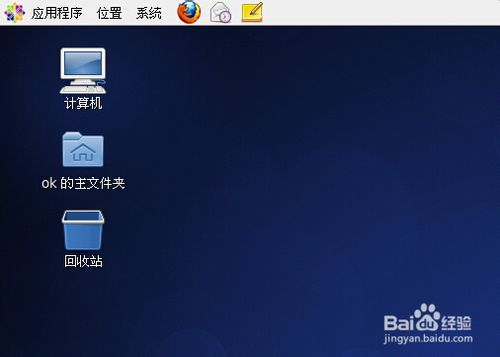 应用程序 位置 系统
计算机
ok 的主文件夹
回收站
Baidu 经验
jingyan.baidu.com